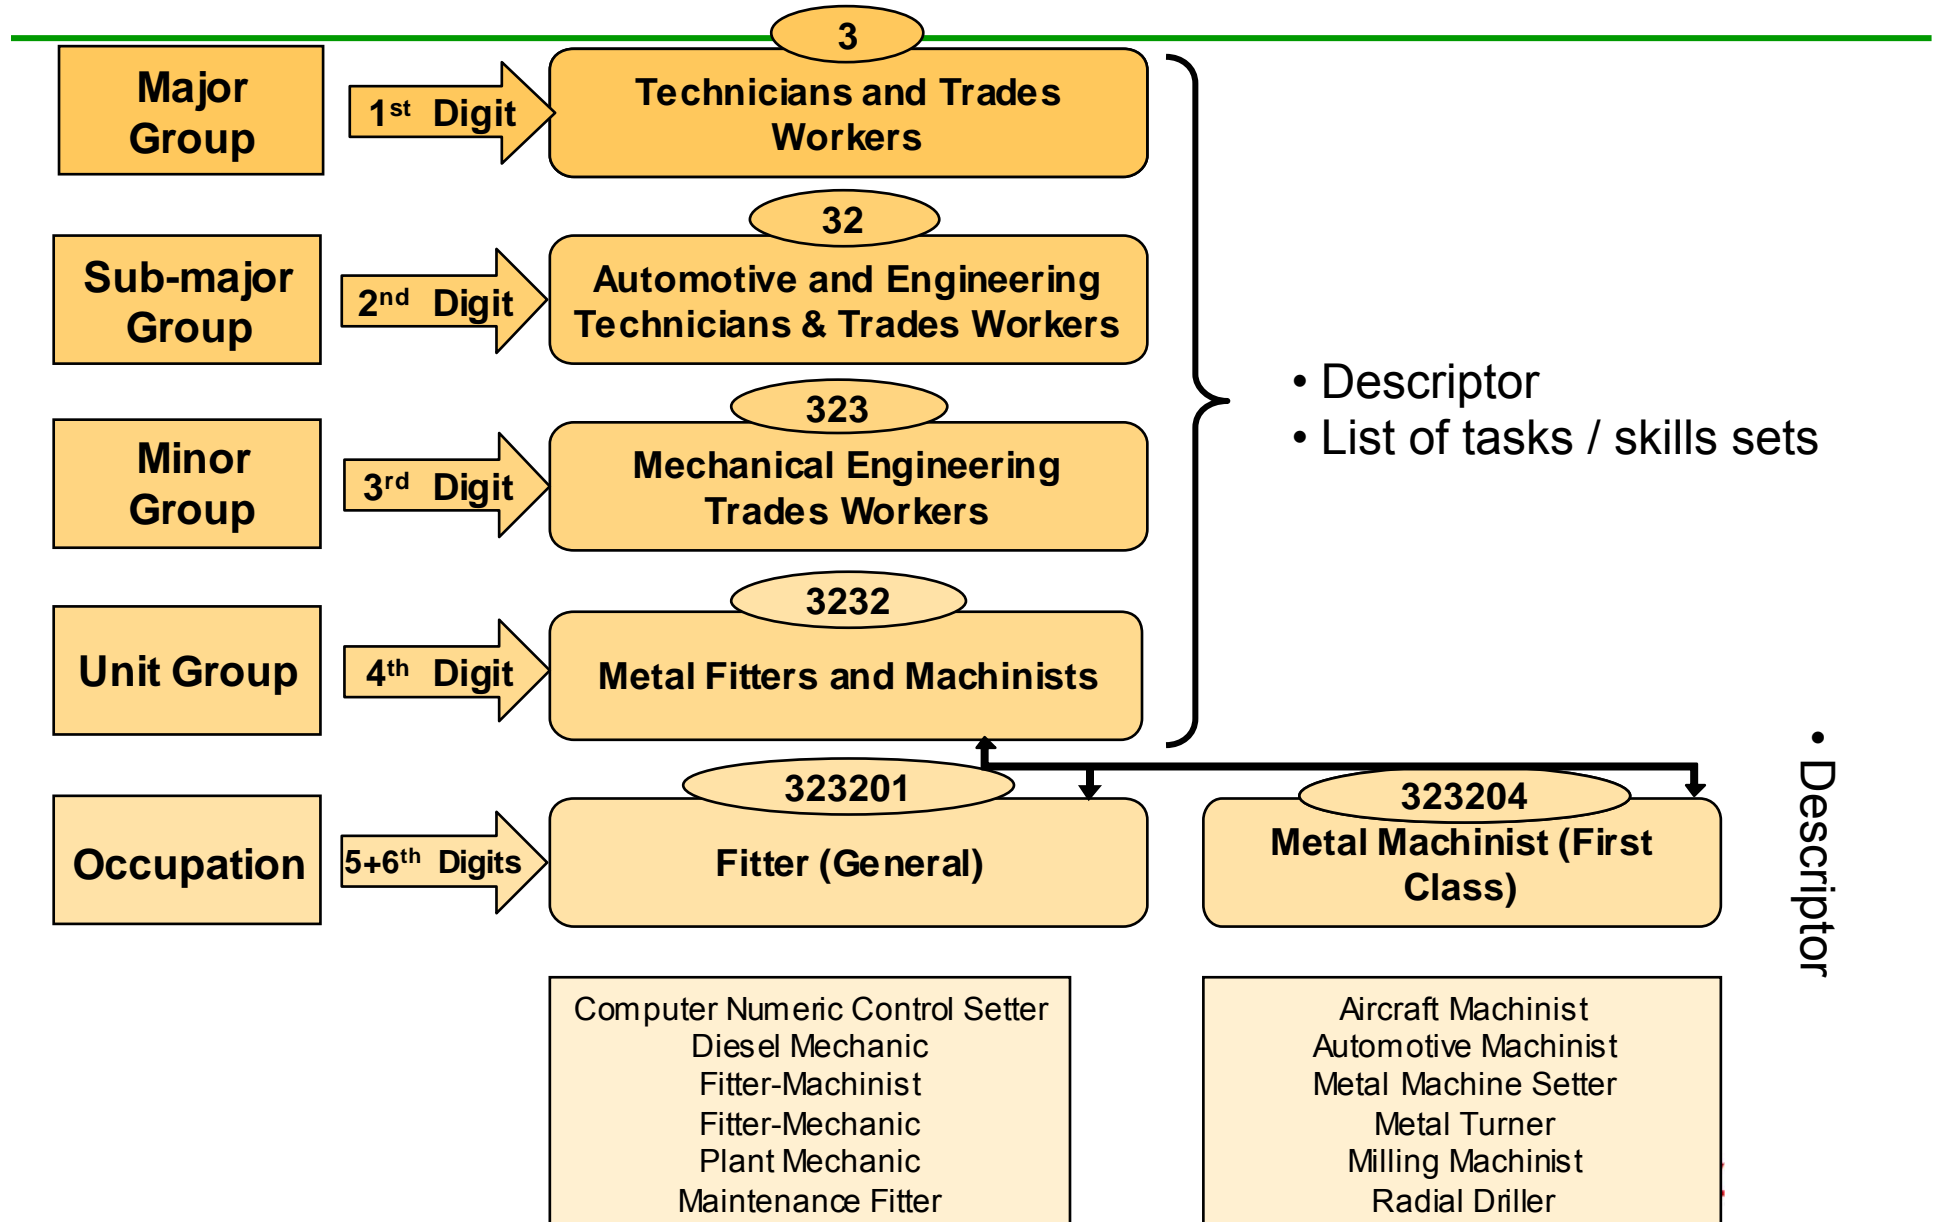 3
Major
Group
1st Digit
Technicians and Trades
Workers
32
Sub-major
Group
2nd Digit
Automotive and Engineering
Technicians & Trades Workers
323
Minor
Group
3rd Digit
Mechanical Engineering
Trades Workers
• Descriptor
• List of tasks / skills sets
3232
Unit Group
4th Digit
Metal Fitters and Machinists
323201
Occupation
5+6th Digits
Fitter (General)
323204
Metal Machinist (First
Class)
• Descriptor
Computer Numeric Control Setter
Diesel Mechanic
Fitter-Machinist
Fitter-Mechanic
Plant Mechanic
Maintenance Fitter
Aircraft Machinist
Automotive Machinist
Metal Machine Setter
Metal Turner
Milling Machinist
Radial Driller